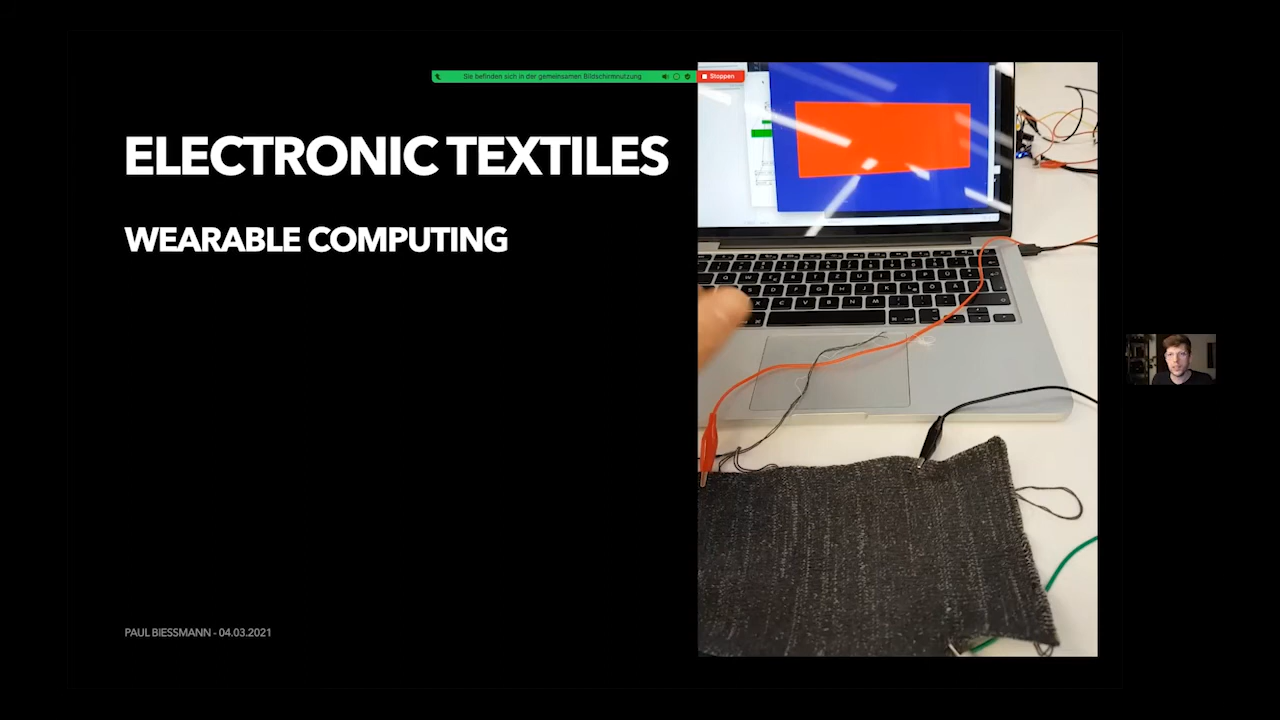 Sie befinden sich in der gemeinsamen Bildschirmnutzung
Stoppen
ELECTRONIC TEXTILES
WEARABLE COMPUTING
PAUL BIESSMANN - 04.03.2021